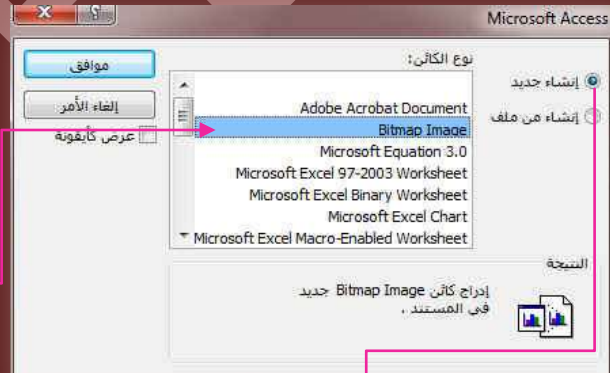 Microsoft Access
نوع الكائن:
إنشاء جديد
إنشاء من ملف
Adobe Acrobat Document
Bitmap Image
Microsoft Equation 3.0
Microsoft Excel 97-2003 Worksheet
Microsoft Excel Binary Worksheet
Microsoft Excel Chart
Microsoft Excel Macro-Enabled Worksheet
موافق
إلغاء الأمر
عرض كأيقونة
النتيجة
إدراج كائن Bitmap Image جديد
في المستند .